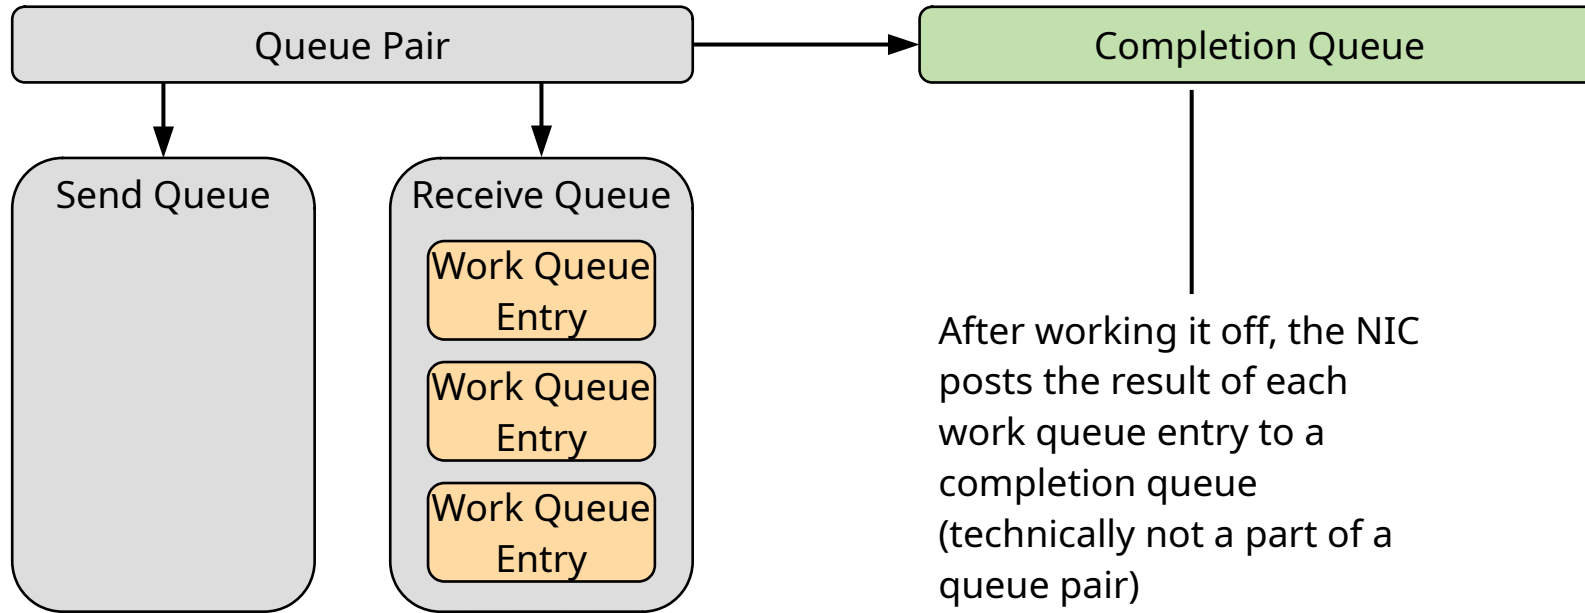 Queue Pair
Completion Queue
Send Queue
Receive Queue
Work Queue
Entry
Work Queue
Entry
Work Queue
Entry
After working it off, the NIC
posts the result of each
work queue entry to a
completion queue
(technically not a part of a
queue pair)